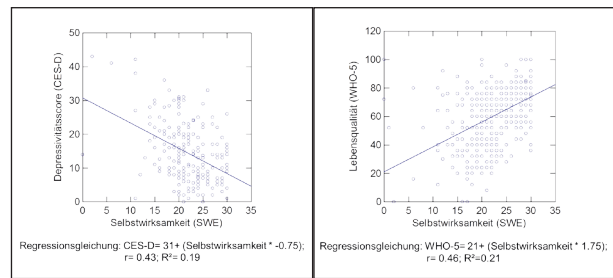 50
40
30
20
10
0
Depressivitätsscore (CES-D)
0 5 10 15 20 25 30 35
Selbstwirksamkeit (SWE)
Regressionsgleichung: CES-D= 31+ (Selbstwirksamkeit * -0.75);
r= 0.43; R²= 0.19
120
100
80
60
40
20
0
Lebensqualität (WHO-5)
0 5 10 15 20 25 30 35
Selbstwirksamkeit (SWE)
Regressionsgleichung: WHO-5= 21+ (Selbstwirksamkeit * 1.75);
r= 0.46; R²=0.21